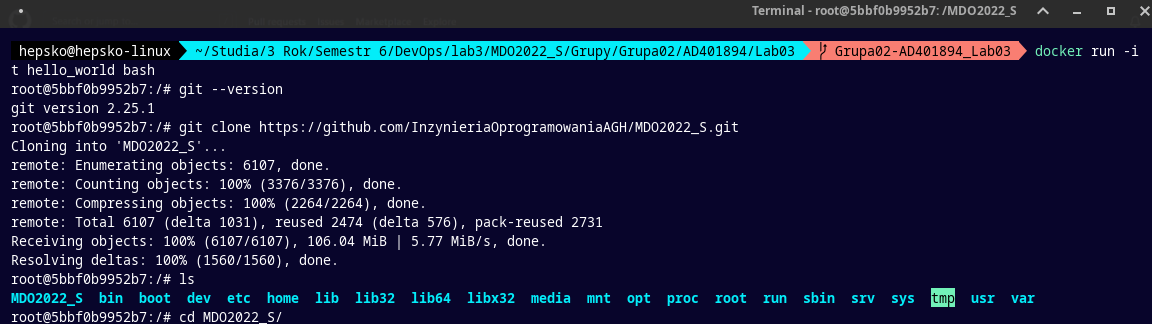 Terminal - root@5bbf0b9952b7: /MDO2022_S
hepsko@hepsko-linux ~/Studia/3 Rok/Semestr 6/DevOps/lab3/MDO2022_S/Grupy/Grupa02/AD401894/Lab03 Grupa02-AD401894_Lab03 docker run -i
t hello_world bash
root@5bbf0b9952b7:/# git --version
git version 2.25.1
root@5bbf0b9952b7:/# git clone https://github.com/InzynieriaOprogramowaniaAGH/MDO2022_S.git
Cloning into 'MDO2022_S'...
remote: Enumerating objects: 6107, done.
remote: Counting objects: 100% (3376/3376), done.
remote: Compressing objects: 100% (2264/2264), done.
remote: Total 6107 (delta 1031), reused 2474 (delta 576), pack-reused 2731
Receiving objects: 100% (6107/6107), 106.04 MiB | 5.77 MiB/s, done.
Resolving deltas: 100% (1560/1560), done.
root@5bbf0b9952b7:/# ls
MDO2022_S bin boot dev etc home lib lib32 lib64 libx32 media mnt opt proc root run sbin srv sys tmp usr var
root@5bbf0b9952b7:/# cd MDO2022_S/